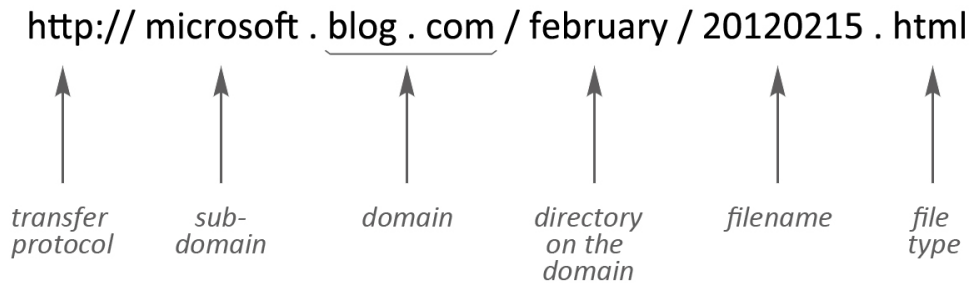 http:// microsoft . blog . com / february / 20120215 . html
transfer protocol
sub-domain
domain
directory on the domain
filename
file type